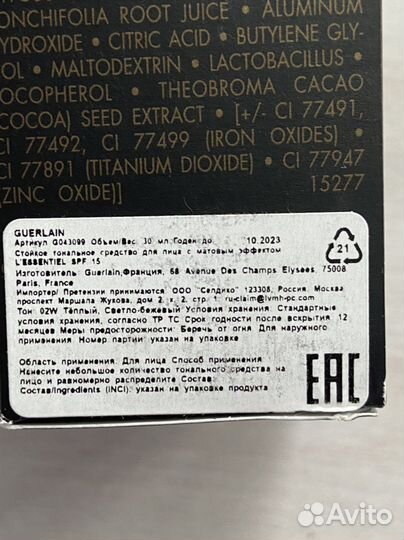 ONCHIFOLIA ROOT JUICE • ALUMINUM
YDROXIDE • CITRIC ACID • BUTYLENE GLY-
OL • MALTODEXTRIN • LACTOBACILLUS •
OCOPHEROL • THEOBROMA CACAO
COCOA) SEED EXTRACT • [+/- CI 77491,
CI 77492, CI 77499 (IRON OXIDES) •
CI 77891 (TITANIUM DIOXIDE) • CI 77947
(ZINC OXIDE)] 15277
GUERLAIN
Артикул G043099 Объем/Вес: 30 мл.Годен до 10.2023
Стойкое тональное средство для лица с матовым эффектом
L'ESSENTIEL SPF 15
Изготовитель: Guerlain,Франция, 68 Avenue Des Champs Elysees, 75008
Paris, France
Импортер/ Претензии принимаются: ООО "Селдико" 123308, Россия, Москва
проспект Маршала Жукова, дом 2, к. 2, стр. 1; ru-claim@lvmh-pc.com
Тон: 02W Тёплый, Светло-бежевый Условия хранения: Стандартные
условия хранения, согласно ТР ТС Срок годности после вскрытия: 12
месяцев Меры предосторожности: Беречь от огня Для наружного
применения. Номер партии: указан на упаковке
Область применения: Для лица Способ применения:
Нанесите небольшое количество тонального средства на
лицо и равномерно распределите Состав:
Состав/Ingredients (INCI): указан на упаковке продукта
21
EAC
Avito